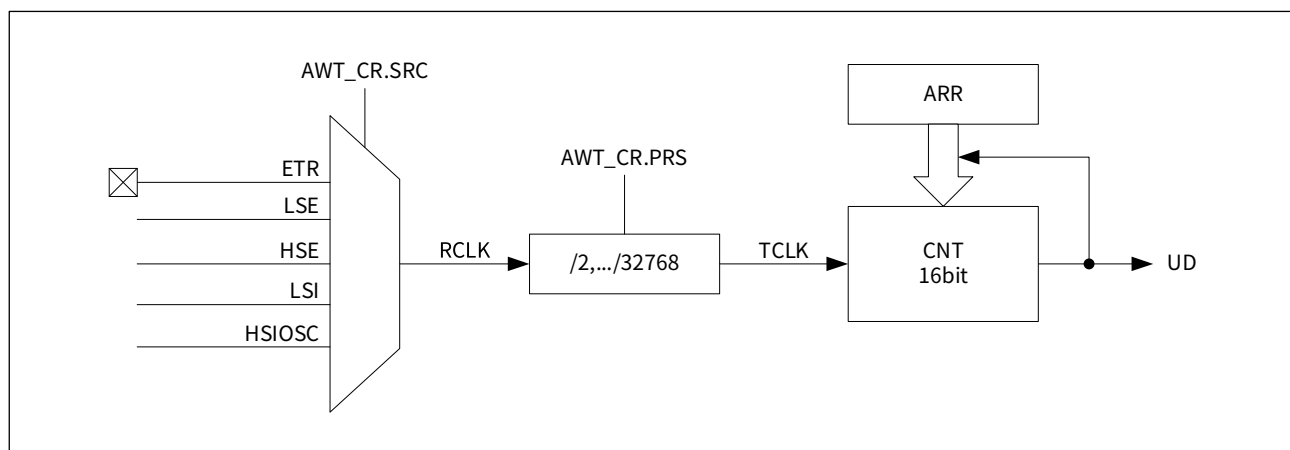 AWT_CR.SRC
ARR
ETR
AWT_CR.PRS
LSE
HSE
RCLK
/2,.../32768
TCLK
CNT
16bit
UD
LSI
HSIOSC